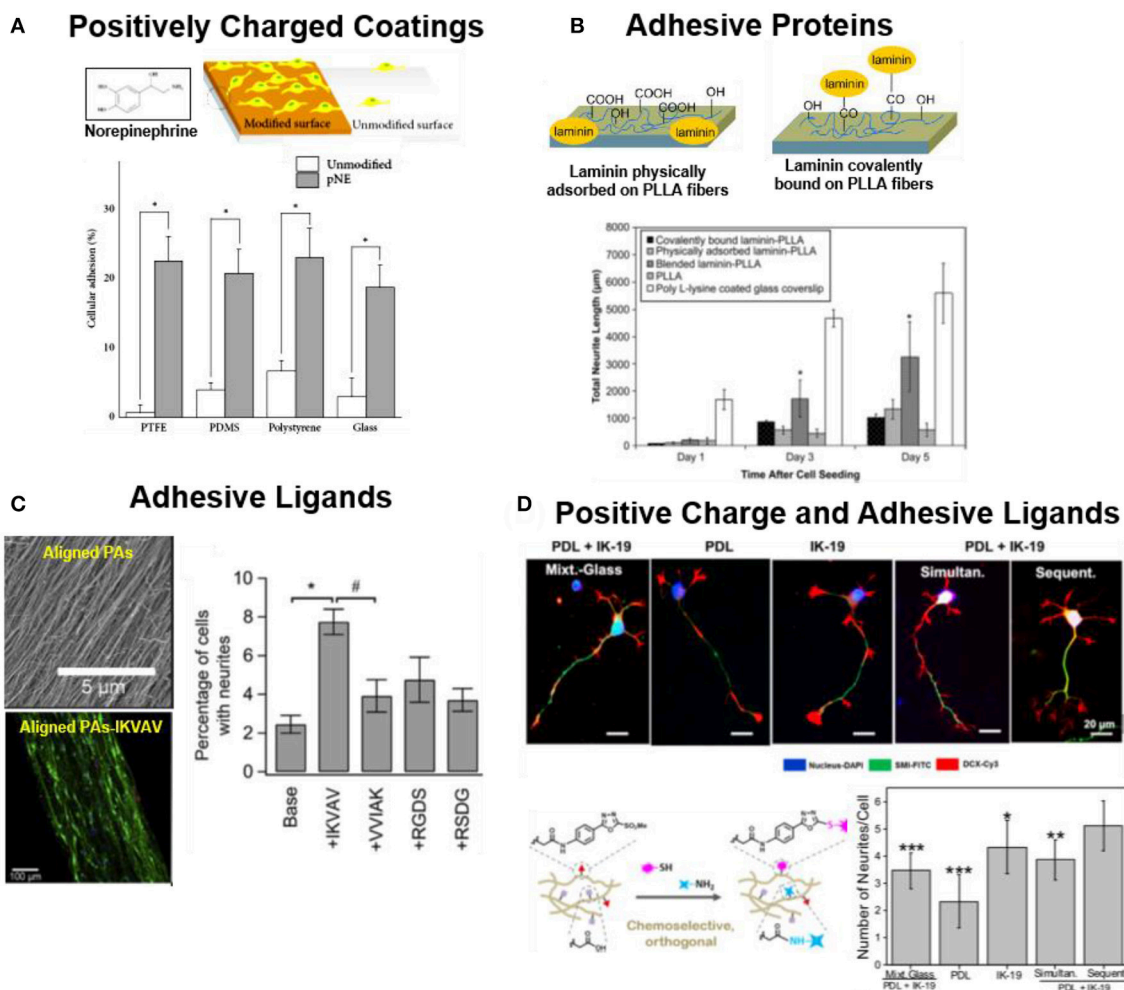 A
Positively Charged Coatings
OH
HO
NH₂
HO
Norepinephrine
Modified surface
Unmodified surface
Unmodified
pNE
Cellular adhesion (%)
30
20
10
0
*
*
*
*
PTFE
PDMS
Polystyrene
Glass
B
Adhesive Proteins
COOH
COOH
OH
COOH
OH
laminin
laminin
Laminin physically
adsorbed on PLLA fibers
laminin
laminin
OH
CO
CO
OH
Laminin covalently
bound on PLLA fibers
Total Neurite Length (µm)
8000
7000
6000
5000
4000
3000
2000
1000
0
Covalently bound laminin-PLLA
Physically adsorbed laminin-PLLA
Blended laminin-PLLA
PLLA
Poly L-lysine coated glass coverslip
*
*
Day 1
Day 3
Day 5
Time After Cell Seeding
C
Adhesive Ligands
Aligned PAs
5 µm
Aligned PAs-IKVAV
100 µm
Percentage of cells
with neurites
10
8
6
4
2
0
*
#
Base
+IKVAV
+VVIAK
+RGDS
+RSDG
D
Positive Charge and Adhesive Ligands
PDL + IK-19
PDL
IK-19
PDL + IK-19
Mixt.-Glass
Simultan.
Sequent.
20 µm
Nucleus-DAPI
SMI-FITC
DCX-Cy3
N-N
O
SO₂Me
N
H
O
SH
NH₂
Chemoselective,
orthogonal
O
OH
N-N
O
S
N
H
O
O
NH
Number of Neurites/Cell
6
5
4
3
2
1
0
***
***
*
**
Mixt.Glass
PDL
IK-19
Simultan.
Sequent
PDL + IK-19
PDL + IK-19